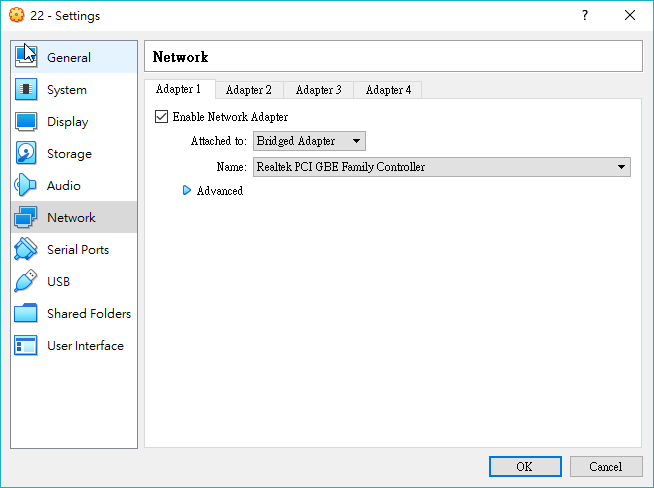 22 - Settings ?
General
System
Display
Storage
Audio
Network
Serial Ports
USB
Shared Folders
User Interface
Network
Adapter 1 Adapter 2 Adapter 3 Adapter 4
Enable Network Adapter
Attached to: Bridged Adapter
Name: Realtek PCI GBE Family Controller
Advanced
OK Cancel